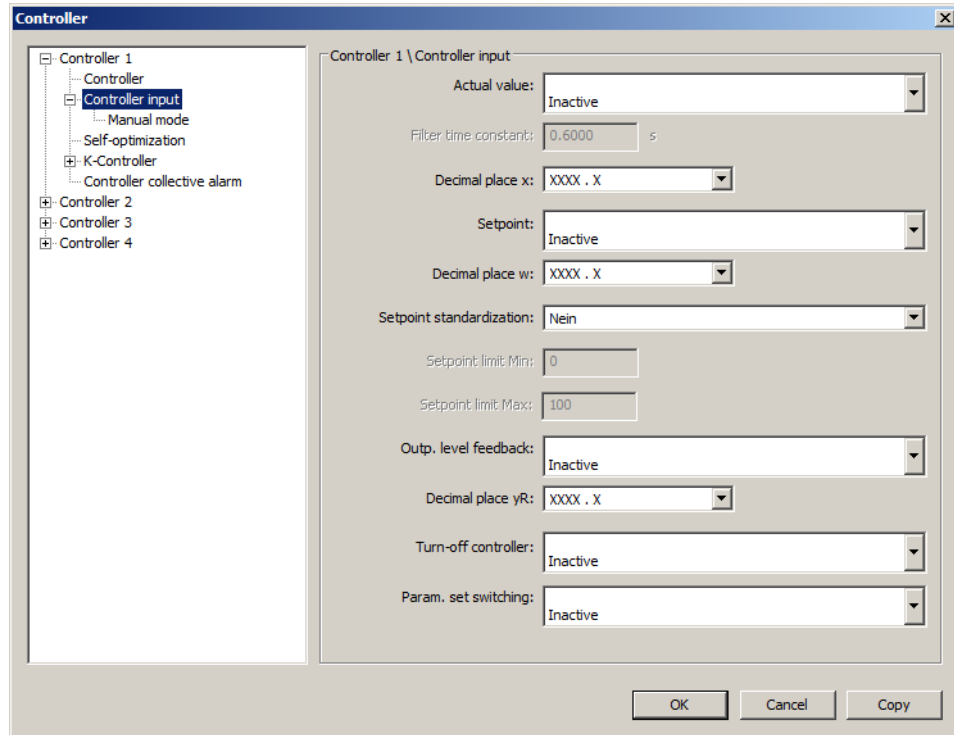 Controller
Controller 1
Controller
Controller input
Manual mode
Self-optimization
K-Controller
Controller collective alarm
Controller 2
Controller 3
Controller 4
Controller 1 \ Controller input
Actual value: Inactive
Filter time constant: 0.6000 s
Decimal place x: XXXX . X
Setpoint: Inactive
Decimal place w: XXXX . X
Setpoint standardization: Nein
Setpoint limit Min: 0
Setpoint limit Max: 100
Outp. level feedback: Inactive
Decimal place yR: XXXX . X
Turn-off controller: Inactive
Param. set switching: Inactive
OK Cancel Copy